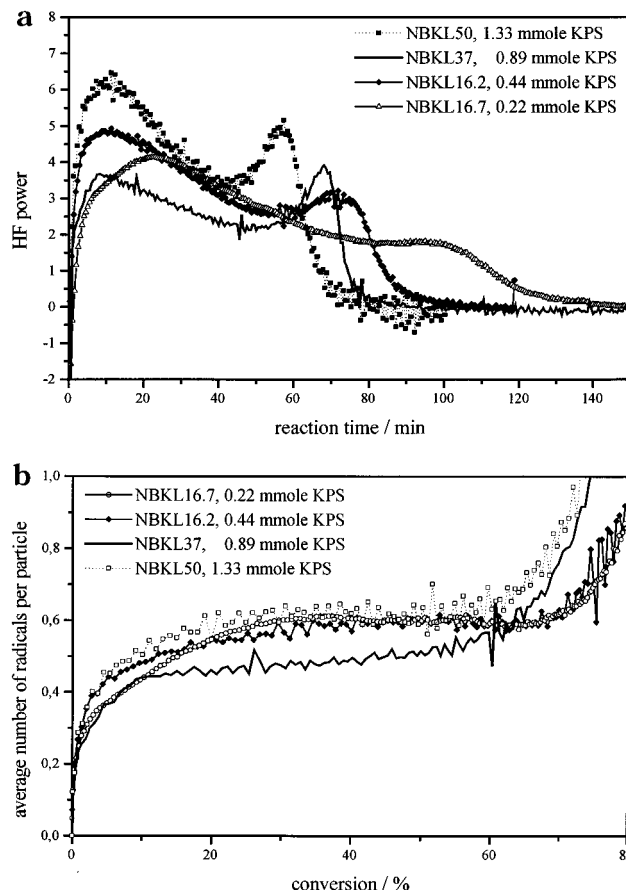 a
NBKL50, 1.33 mmole KPS
NBKL37, 0.89 mmole KPS
NBKL16.2, 0.44 mmole KPS
NBKL16.7, 0.22 mmole KPS
8
7
6
5
4
3
2
1
0
-1
-2
HF power
0 20 40 60 80 100 120 140
reaction time / min
b
NBKL16.7, 0.22 mmole KPS
NBKL16.2, 0.44 mmole KPS
NBKL37, 0.89 mmole KPS
NBKL50, 1.33 mmole KPS
1,0
0,8
0,6
0,4
0,2
0,0
average number of radicals per particle
0 20 40 60 80
conversion / %